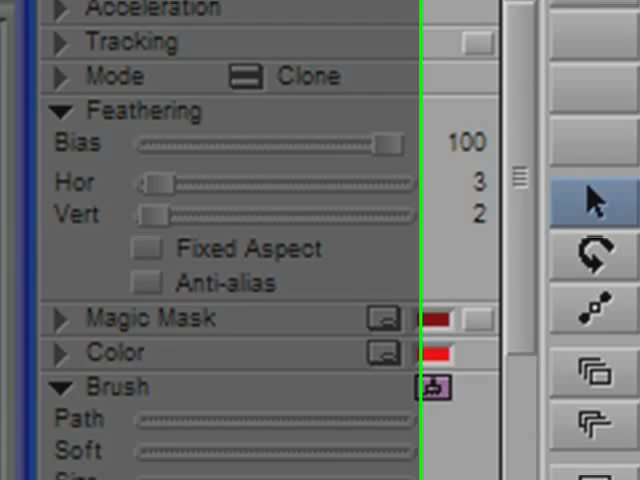 Acceleration
Tracking
Mode Clone
Feathering
Bias 100
Hor 3
Vert 2
Fixed Aspect
Anti-alias
Magic Mask
Color
Brush
Path
Soft